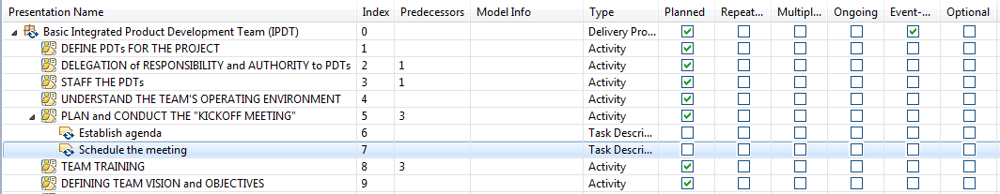 Presentation Name Index Predecessors Model Info Type Planned Repeat... Multipl... Ongoing Event-... Optional
Basic Integrated Product Development Team (IPDT) 0 Delivery Pro...
DEFINE PDTs FOR THE PROJECT 1 Activity
DELEGATION of RESPONSIBILITY and AUTHORITY to PDTs 2 1 Activity
STAFF THE PDTs 3 1 Activity
UNDERSTAND THE TEAM'S OPERATING ENVIRONMENT 4 Activity
PLAN and CONDUCT THE "KICKOFF MEETING" 5 3 Activity
Establish agenda 6 Task Descri...
Schedule the meeting 7 Task Descri...
TEAM TRAINING 8 3 Activity
DEFINING TEAM VISION and OBJECTIVES 9 Activity